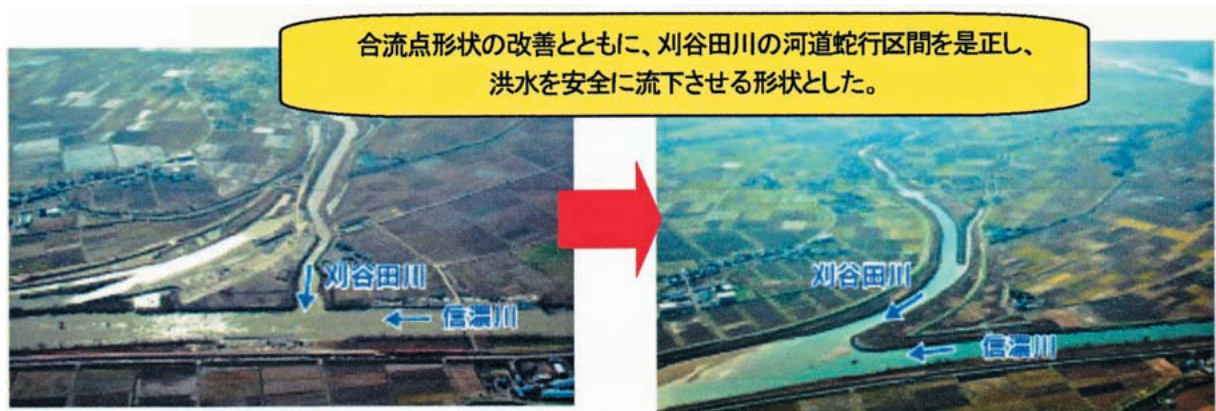 合流点形状の改善とともに、刈谷田川の河道蛇行区間を是正し、
洪水を安全に流下させる形状とした。
刈谷田川
信濃川
刈谷田川
信濃川